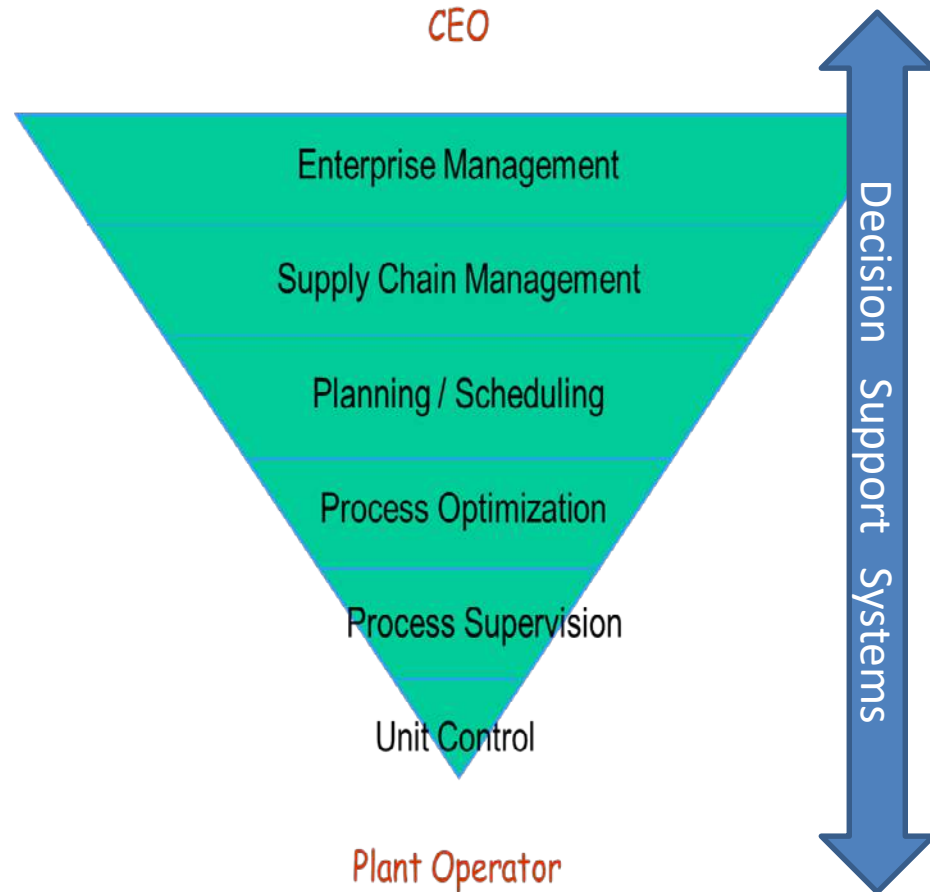 CEO
Enterprise Management
Supply Chain Management
Planning / Scheduling
Process Optimization
Process Supervision
Unit Control
Plant Operator
Decision Support Systems